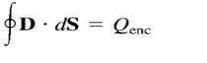 ∮𝐃 · d𝐒 = Q_enc